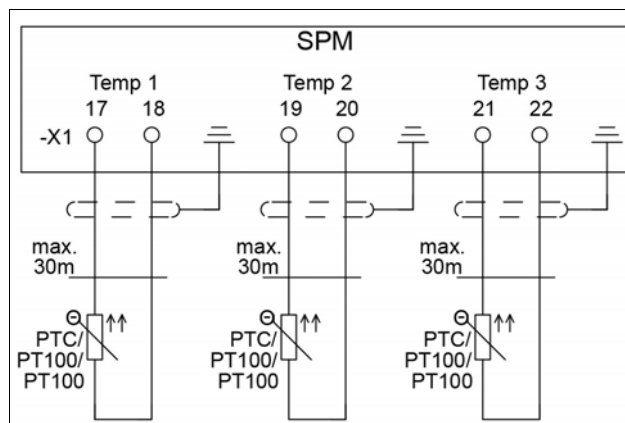 SPM
Temp 1 Temp 2 Temp 3
17 18 19 20 21 22
-X1
max. max. max.
30m 30m 30m
PTC/ PTC/ PTC/
PT100/ PT100/ PT100/
PT100 PT100 PT100